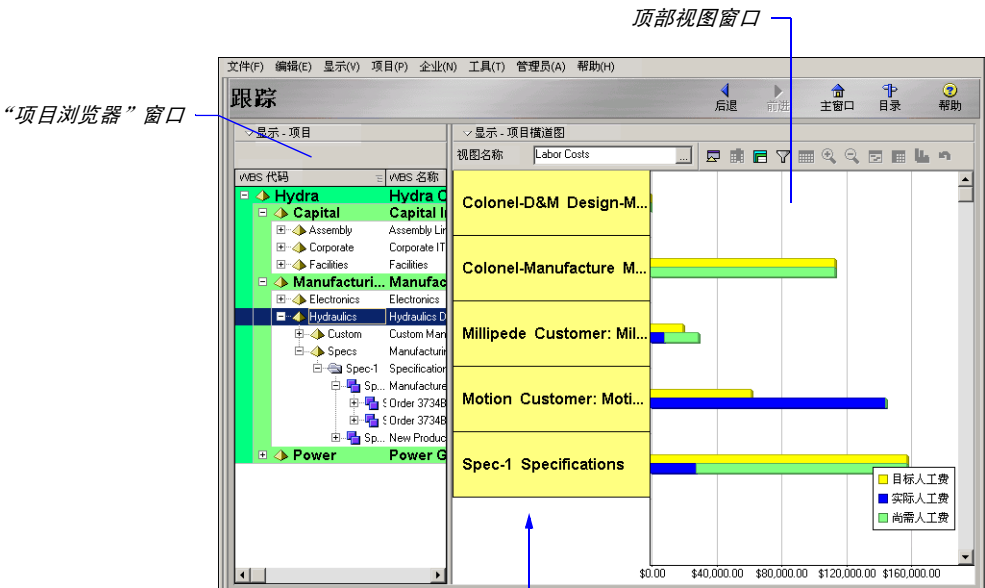 顶部视图窗口
“项目浏览器”窗口
文件(F) 编辑(E) 显示(V) 项目(P) 企业(N) 工具(T) 管理员(A) 帮助(H)
跟踪
后退 前进 主窗口 目录 帮助
显示 - 项目
显示 - 项目横道图
视图名称 Labor Costs ...
WBS 代码 WBS 名称
Hydra Hydra C
Capital Capital I
Assembly Assembly Lin
Corporate Corporate IT
Facilities Facilities
Manufacturi... Manufac
Electronics Electronics
Hydraulics Hydraulics D
Custom Custom Man
Specs Manufacturin
Spec-1 Specification
Sp... Manufacture
S Order 3734B
S Order 3734B
Sp... New Produc
Power Power G
Colonel-D&M Design-M...
Colonel-Manufacture M...
Millipede Customer: Mil...
Motion Customer: Moti...
Spec-1 Specifications
目标人工费
实际人工费
尚需人工费
$0.00 $40,000.00 $80,000.00 $120,000.00 $160,000.00